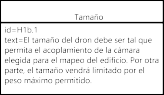 Tamaño
id=H1b.1
text=El tamaño del dron debe ser tal que
permita el acoplamiento de la cámara
elegida para el mapeo del edificio. Por otra
parte, el tamaño vendrá limitado por el
peso máximo permitido.